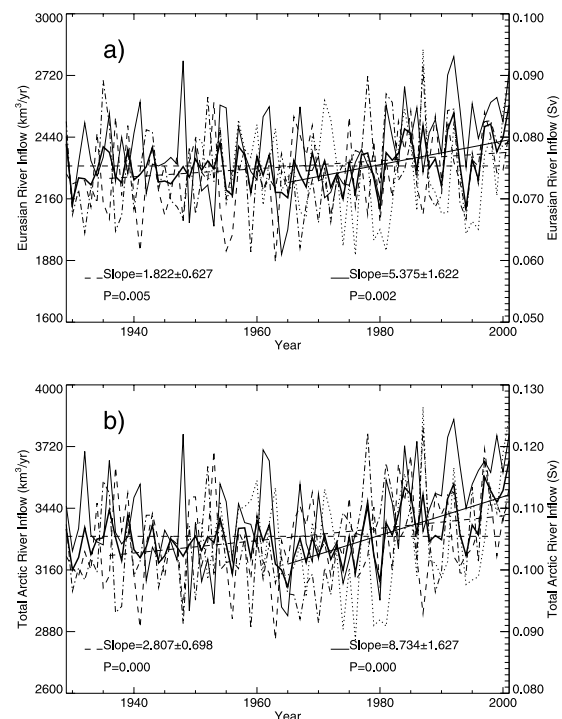 a)
3000
2720
2440
2160
1880
1600
Eurasian River Inflow (km³/yr)
0.100
0.090
0.080
0.070
0.060
0.050
Eurasian River Inflow (Sv)
Slope=1.822±0.627
P=0.005
Slope=5.375±1.622
P=0.002
1940
1960
1980
2000
Year
b)
4000
3720
3440
3160
2880
2600
Total Arctic River Inflow (km³/yr)
0.130
0.120
0.110
0.100
0.090
0.080
Total Arctic River Inflow (Sv)
Slope=2.807±0.698
P=0.000
Slope=8.734±1.627
P=0.000
1940
1960
1980
2000
Year